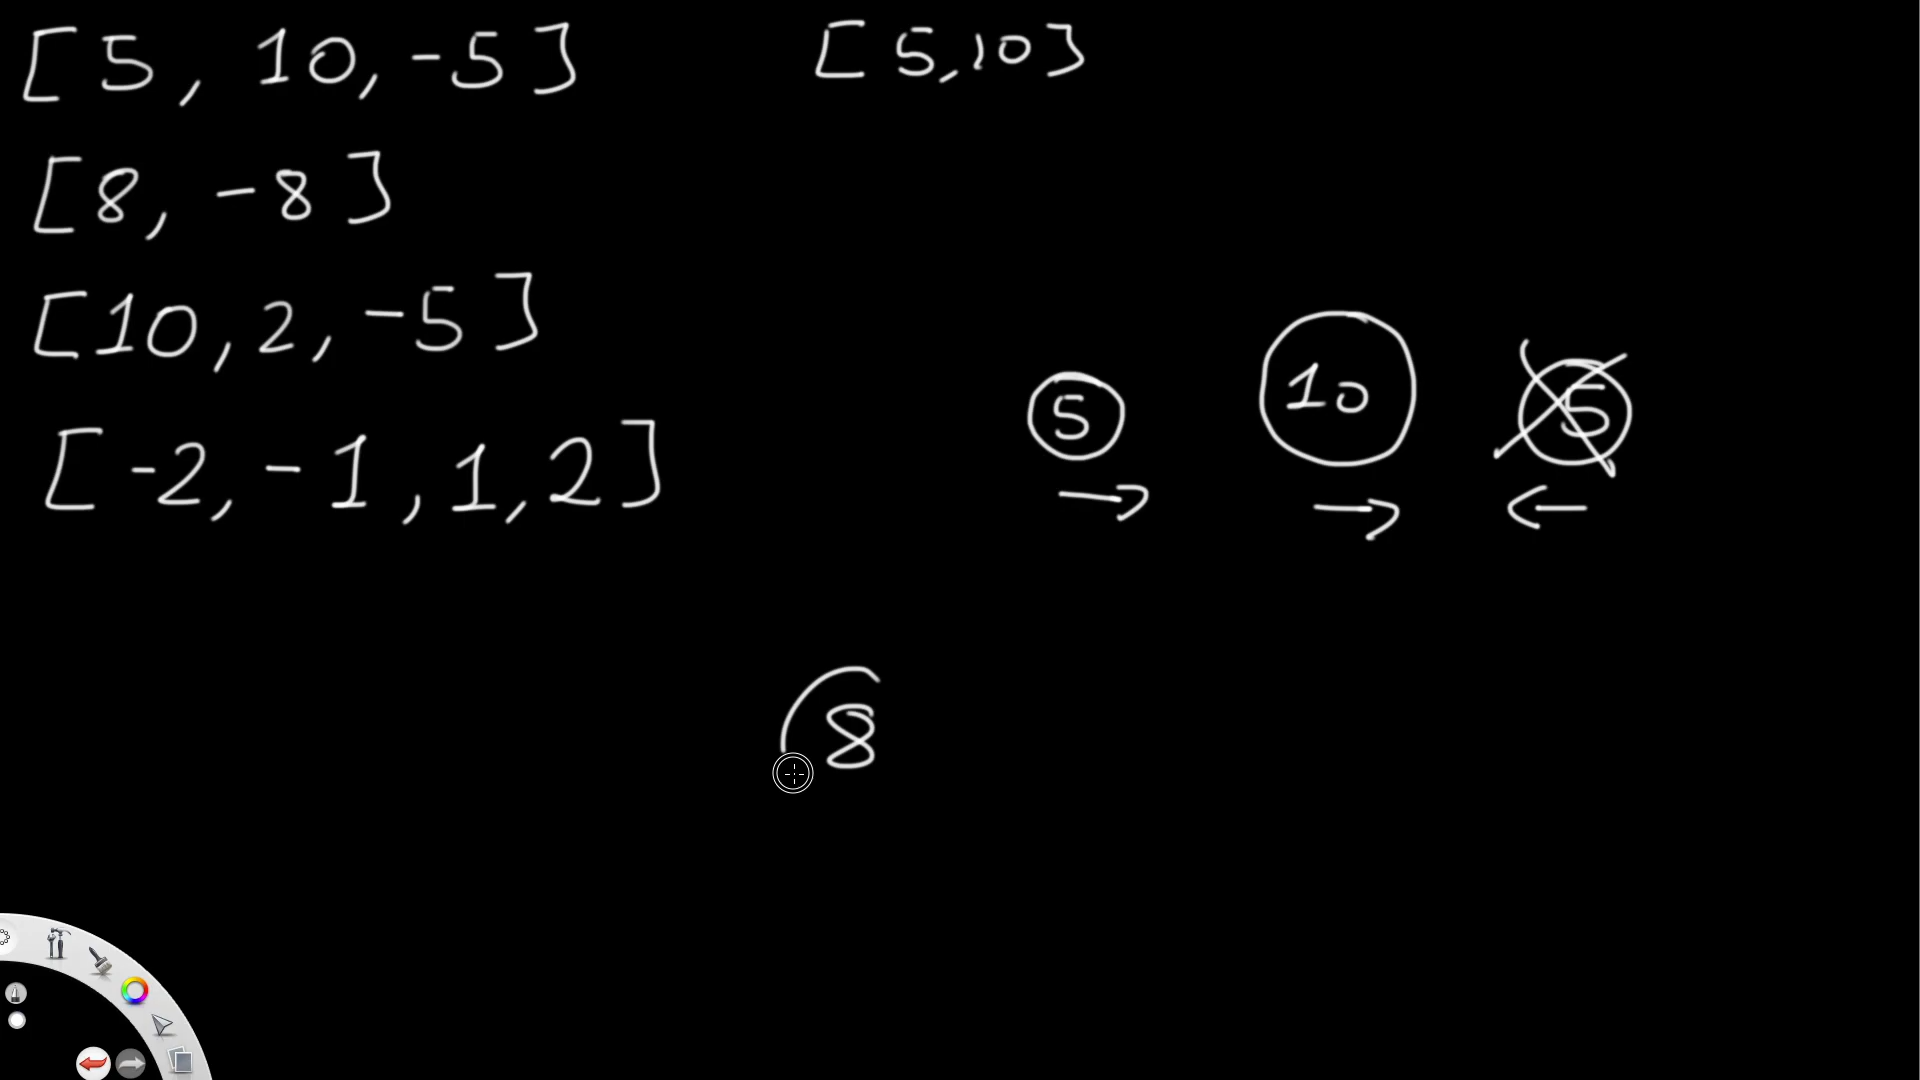 [5, 10, -5] [5,10]
[8, -8]
[10, 2, -5]
[-2, -1, 1, 2]
5 10 5
8